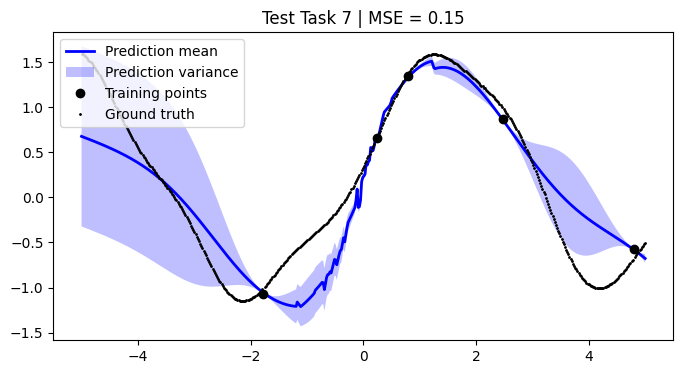 Test Task 7 | MSE = 0.15
Prediction mean
Prediction variance
Training points
Ground truth
1.5
1.0
0.5
0.0
−0.5
−1.0
−1.5
−4 −2 0 2 4